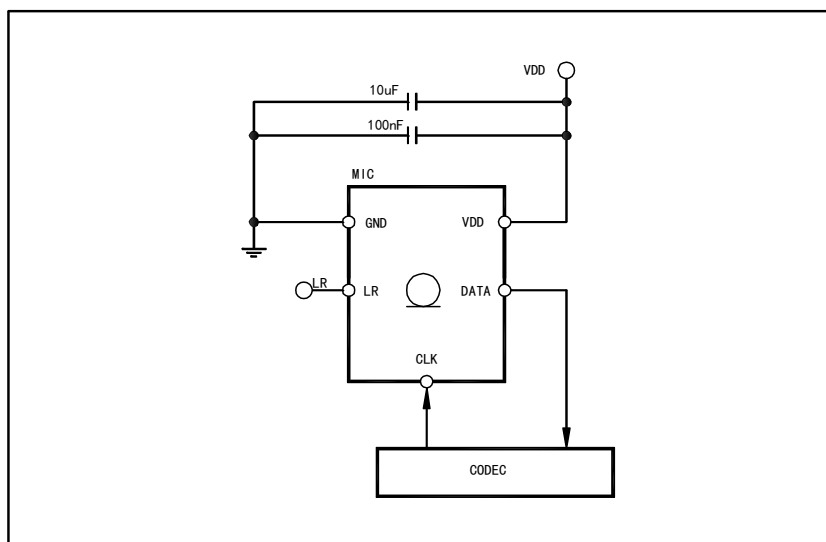 VDD
10uF
100nF
MIC
GND
VDD
LR
LR
DATA
CLK
CODEC